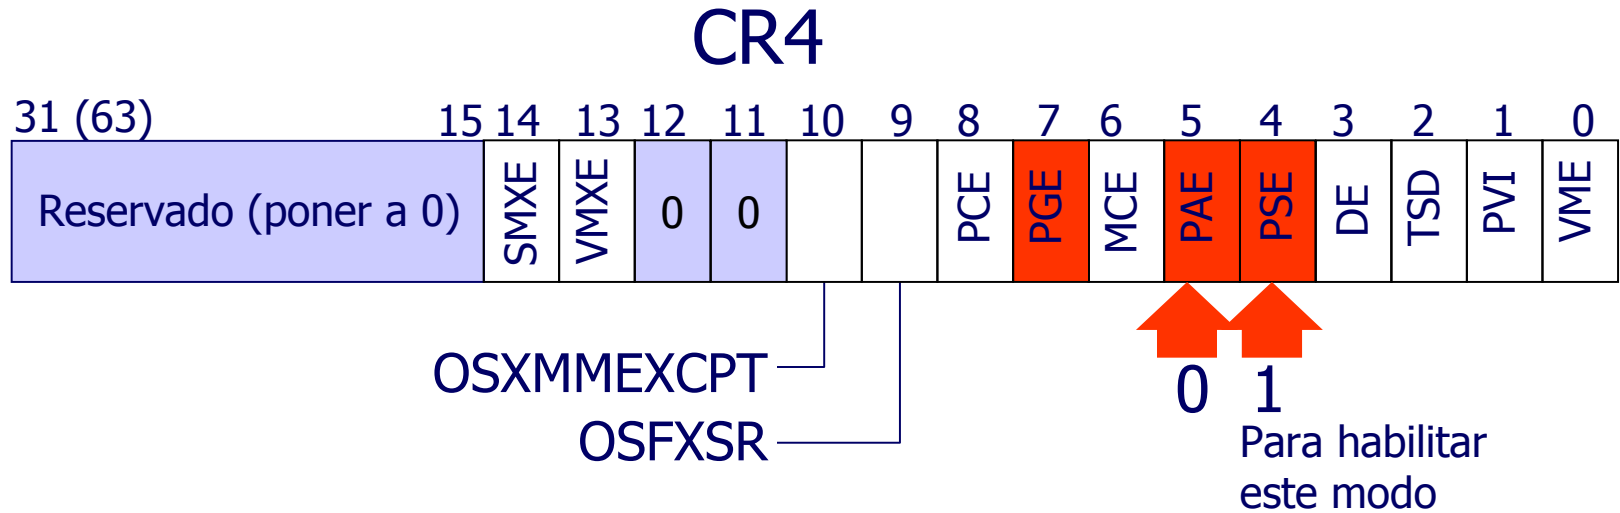 CR4
31 (63) 15 14 13 12 11 10 9 8 7 6 5 4 3 2 1 0
Reservado (poner a 0) SMXE VMXE 0 0 PCE PGE MCE PAE PSE DE TSD PVI VME
OSXMMEXCPT
OSFXSR
0 1
Para habilitar
este modo